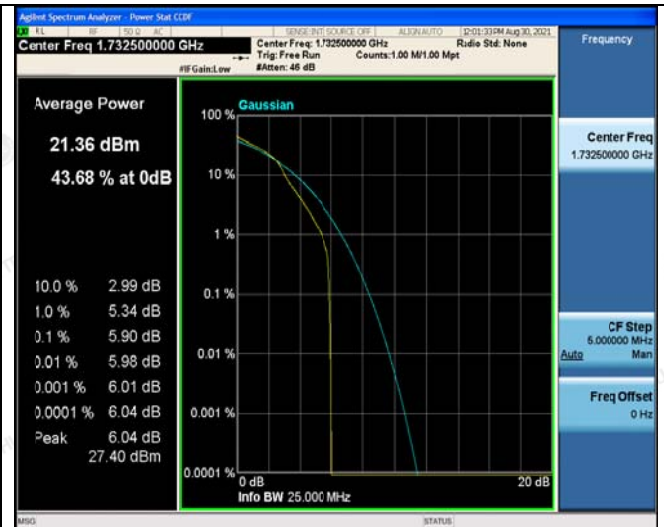 Agilent Spectrum Analyzer - Power Stat CCDF
RL RF 50 Ω AC SENSE:INT SOURCE OFF ALIGN AUTO 12:01:33 PM Aug 30, 2021
Center Freq 1.732500000 GHz
Center Freq: 1.732500000 GHz Radio Std: None
Trig: Free Run Counts:1.00 M/1.00 Mpt
#IFGain:Low #Atten: 46 dB
Frequency
Average Power
21.36 dBm
43.68 % at 0dB
10.0 % 2.99 dB
1.0 % 5.34 dB
0.1 % 5.90 dB
0.01 % 5.98 dB
0.001 % 6.01 dB
0.0001 % 6.04 dB
Peak 6.04 dB
27.40 dBm
Gaussian
100 %
10 %
1 %
0.1 %
0.01 %
0.001 %
0.0001 %
0 dB 20 dB
Info BW 25.000 MHz
Center Freq
1.732500000 GHz
CF Step
5.000000 MHz
Auto Man
Freq Offset
0 Hz
MSG STATUS